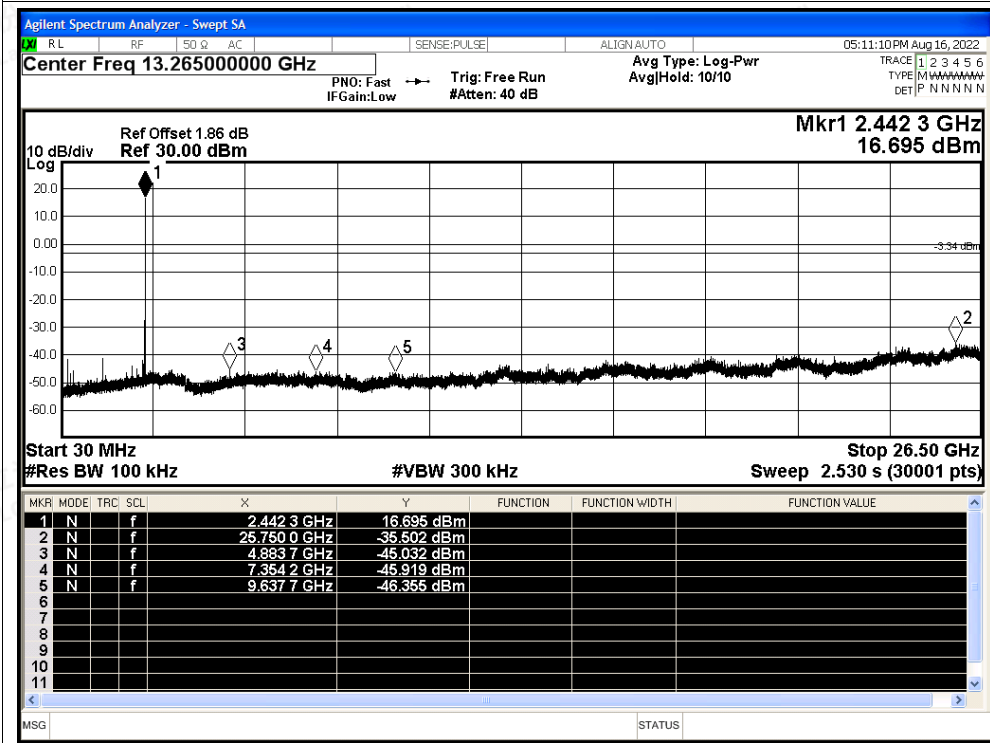 Agilent Spectrum Analyzer - Swept SA
LXI RL RF 50 Ω AC SENSE:PULSE ALIGN AUTO 05:11:10 PM Aug 16, 2022
Center Freq 13.265000000 GHz
PNO: Fast
IFGain:Low
Trig: Free Run
#Atten: 40 dB
Avg Type: Log-Pwr
Avg|Hold: 10/10
TRACE 1 2 3 4 5 6
TYPE M WWWWW
DET P N N N N N
Mkr1 2.442 3 GHz
16.695 dBm
Ref Offset 1.86 dB
10 dB/div Ref 30.00 dBm
Log
1
20.0
10.0
0.00
-3.34 dBm
-10.0
-20.0
-30.0
2
3 4 5
-40.0
-50.0
-60.0
Start 30 MHz Stop 26.50 GHz
#Res BW 100 kHz #VBW 300 kHz Sweep 2.530 s (30001 pts)
MKR MODE TRC SCL X Y FUNCTION FUNCTION WIDTH FUNCTION VALUE
1 N f 2.442 3 GHz 16.695 dBm
2 N f 25.750 0 GHz -35.502 dBm
3 N f 4.883 7 GHz -45.032 dBm
4 N f 7.354 2 GHz -45.919 dBm
5 N f 9.637 7 GHz -46.355 dBm
6
7
8
9
10
11
MSG STATUS